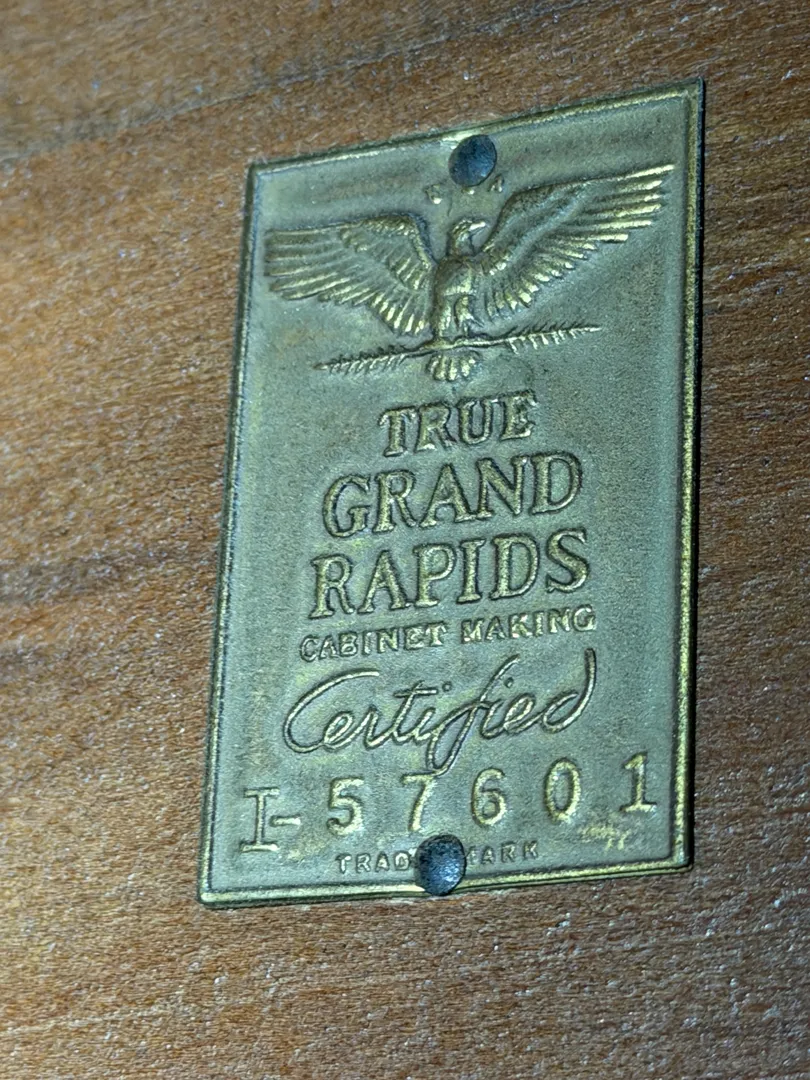 TRUE
GRAND
RAPIDS
CABINET MAKING
Certified
I-57601